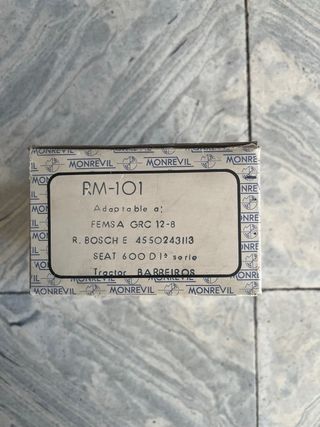 MONREVIL MONREVIL MONREVIL
RM-101
Adaptable a;
FEMSA GRC 12-8
R. BOSCH E 4550243113
SEAT 600 D 1ª serie
Tractor BARREIROS
MONREVIL MONREVIL MONREVIL